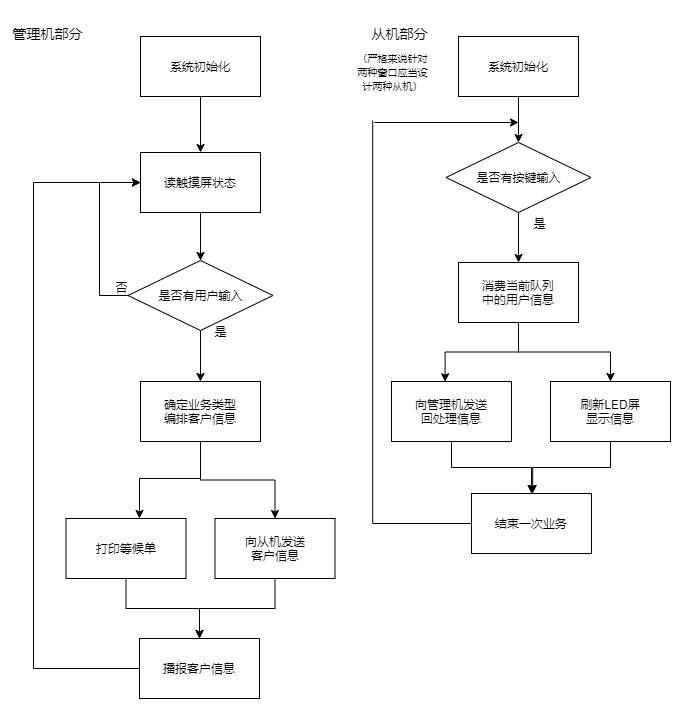 管理机部分
系统初始化
读触摸屏状态
是否有用户输入
否
是
确定业务类型
编排客户信息
打印等候单
向从机发送
客户信息
播报客户信息
从机部分
（严格来说针对
两种窗口应当设
计两种从机）
系统初始化
是否有按键输入
是
消费当前队列
中的用户信息
向管理机发送
回处理信息
刷新LED屏
显示信息
结束一次业务